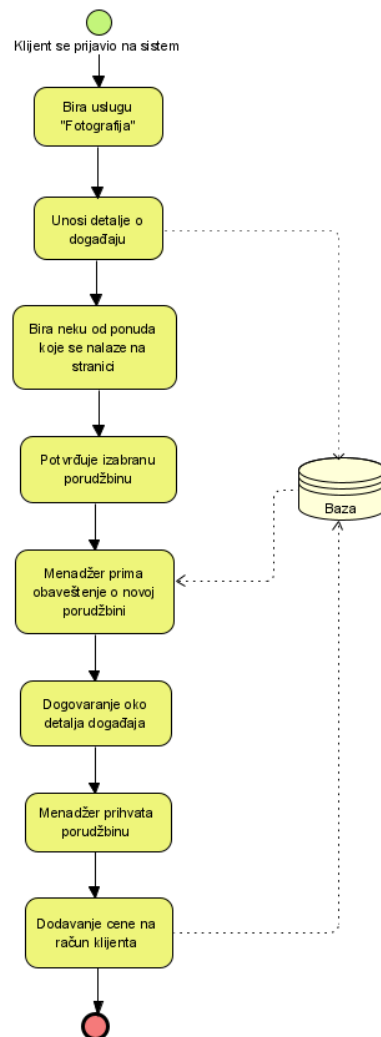 Klijent se prijavio na sistem
Bira uslugu
"Fotografija"
Unosi detalje o
događaju
Bira neku od ponuda
koje se nalaze na
stranici
Potvrđuje izabranu
porudžbinu
Baza
Menadžer prima
obaveštenje o novoj
porudžbini
Dogovaranje oko
detalja događaja
Menadžer prihvata
porudžbinu
Dodavanje cene na
račun klijenta